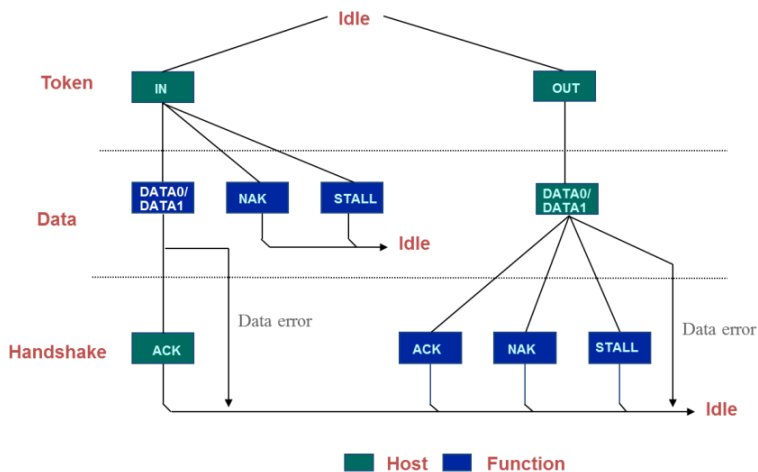 Idle
Token
IN
OUT
Data
DATA0/
DATA1
NAK
STALL
DATA0/
DATA1
Idle
Data error
Data error
Handshake
ACK
ACK
NAK
STALL
Idle
Host
Function